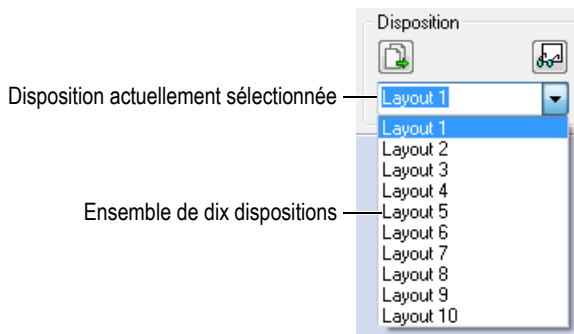 Disposition
Disposition actuellement sélectionnée
Layout 1
Layout 1
Layout 2
Layout 3
Layout 4
Ensemble de dix dispositions
Layout 5
Layout 6
Layout 7
Layout 8
Layout 9
Layout 10